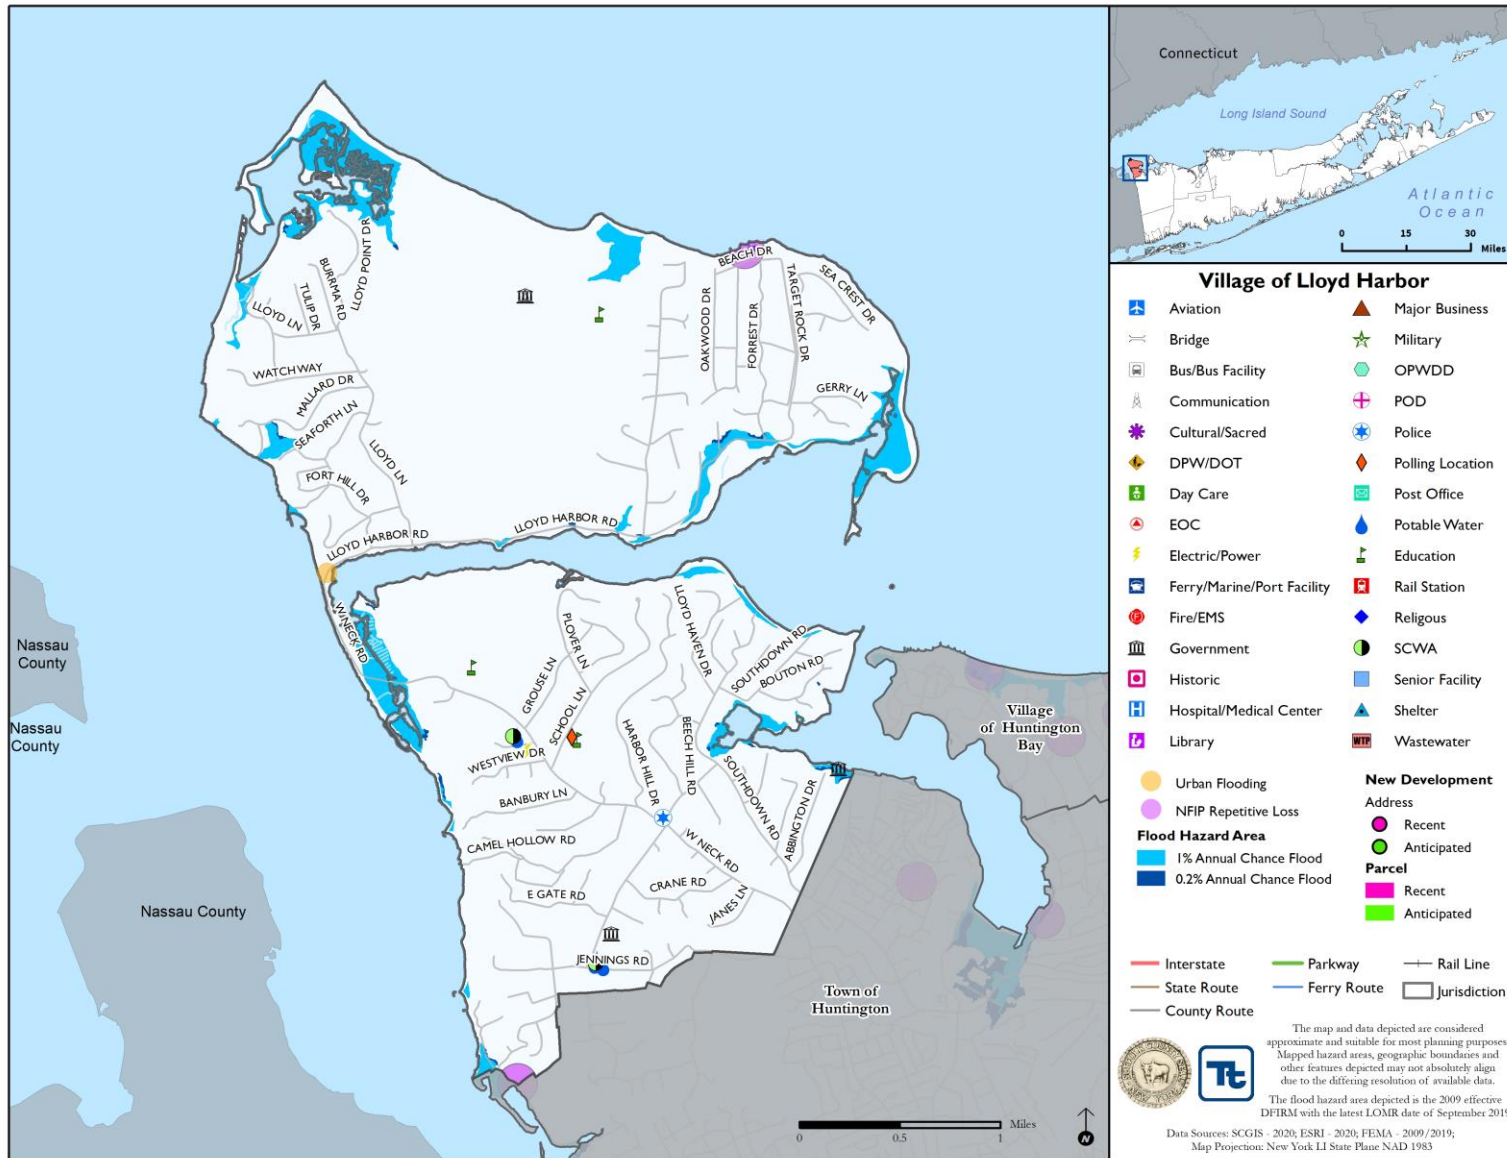 Connecticut
Long Island Sound
Atlantic
Ocean
0 15 30
Miles
Village of Lloyd Harbor
Aviation
Bridge
Bus/Bus Facility
Communication
Cultural/Sacred
DPW/DOT
Day Care
EOC
Electric/Power
Ferry/Marine/Port Facility
Fire/EMS
Government
Historic
Hospital/Medical Center
Library
Major Business
Military
OPWDD
POD
Police
Polling Location
Post Office
Potable Water
Education
Rail Station
Religous
SCWA
Senior Facility
Shelter
WTP Wastewater
Urban Flooding
NFIP Repetitive Loss
Flood Hazard Area
1% Annual Chance Flood
0.2% Annual Chance Flood
New Development
Address
Recent
Anticipated
Parcel
Recent
Anticipated
Interstate
State Route
County Route
Parkway
Ferry Route
Rail Line
Jurisdiction
The map and data depicted are considered
approximate and suitable for most planning purposes
Mapped hazard areas, geographic boundaries and
other features depicted may not absolutely align
due to the differing resolution of available data.
The flood hazard area depicted is the 2009 effective
DFIRM with the latest LOMR date of September 2019
Data Sources: SCGIS - 2020; ESRI - 2020; FEMA - 2009/2019;
Map Projection: New York LI State Plane NAD 1983
Tt
BEACH DR
LLOYD POINT DR
BURRMA RD
TULIP DR
LLOYD LN
SEA CREST DR
TARGET ROCK DR
OAKWOOD DR
FORREST DR
WATCH WAY
MALLARD DR
GERRY LN
SEAFORTH LN
LLOYD LN
FORT HILL DR
LLOYD HARBOR RD
LLOYD HARBOR RD
W NECK RD
PLOVER LN
LLOYD HAVEN DR
SOUTHDOWN RD
BOUTON RD
GROUSE LN
SCHOOL LN
HARBOR HILL DR
BEECH HILL RD
WESTVIEW DR
SOUTHDOWN RD
BANBURY LN
ABBINGTON DR
CAMEL HOLLOW RD
W NECK RD
E GATE RD
CRANE RD
JANES LN
JENNINGS RD
Nassau
County
Nassau
County
Nassau County
Village
of Huntington
Bay
Town of
Huntington
Miles
0 0.5 1
N